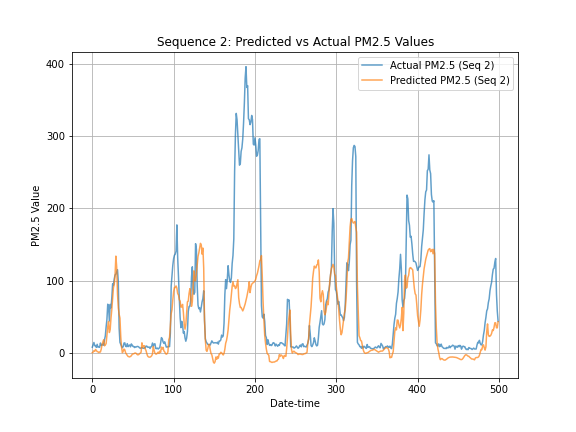 Sequence 2: Predicted vs Actual PM2.5 Values
Actual PM2.5 (Seq 2)
Predicted PM2.5 (Seq 2)
PM2.5 Value
400
300
200
100
0
0 100 200 300 400 500
Date-time